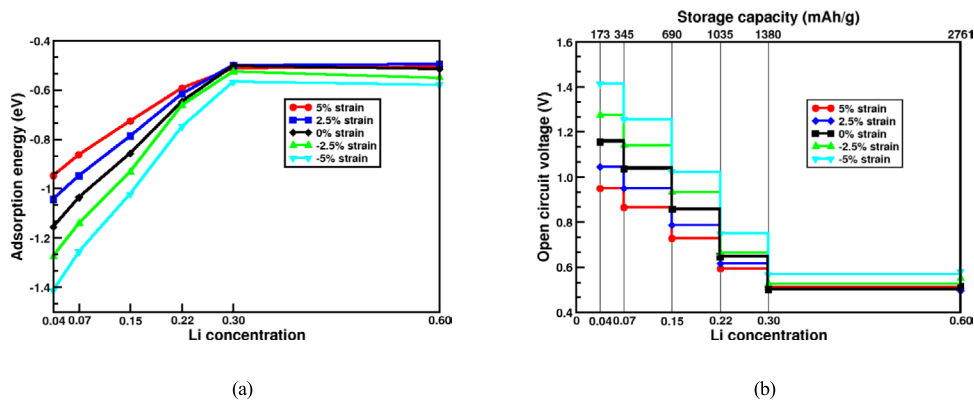 -0.4
-0.6
-0.8
-1
-1.2
-1.4
Adsorption energy (eV)
0.04
0.07
0.15
0.22
0.30
0.60
Li concentration
5% strain
2.5% strain
0% strain
-2.5% strain
-5% strain
(a)
Storage capacity (mAh/g)
173
345
690
1035
1380
2761
1.6
1.4
1.2
1.0
0.8
0.6
0.4
Open circuit voltage (V)
5% strain
2.5% strain
0% strain
-2.5% strain
-5% strain
0
0.04
0.07
0.15
0.22
0.30
0.60
Li concentration
(b)